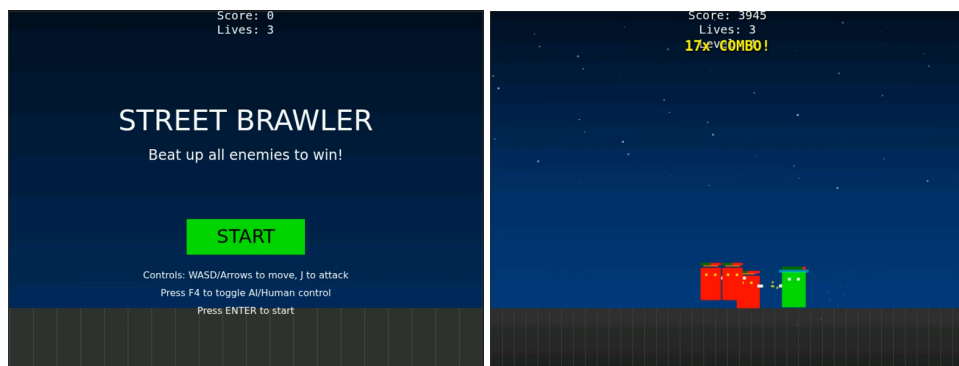 Score: 0
Lives: 3
STREET BRAWLER
Beat up all enemies to win!
START
Controls: WASD/Arrows to move, J to attack
Press F4 to toggle AI/Human control
Press ENTER to start
Score: 3945
Lives: 3
17x COMBO!